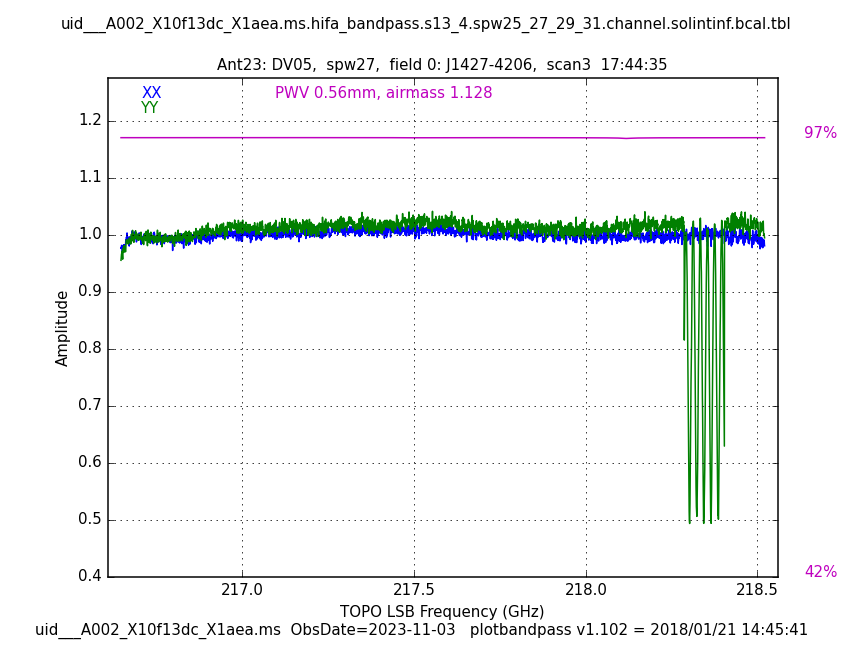 uid___A002_X10f13dc_X1aea.ms.hifa_bandpass.s13_4.spw25_27_29_31.channel.solintinf.bcal.tbl
Ant23: DV05, spw27, field 0: J1427-4206, scan3 17:44:35
XX
YY
PWV 0.56mm, airmass 1.128
97%
42%
1.2
1.1
1.0
0.9
0.8
0.7
0.6
0.5
0.4
Amplitude
217.0 217.5 218.0 218.5
TOPO LSB Frequency (GHz)
uid___A002_X10f13dc_X1aea.ms ObsDate=2023-11-03 plotbandpass v1.102 = 2018/01/21 14:45:41